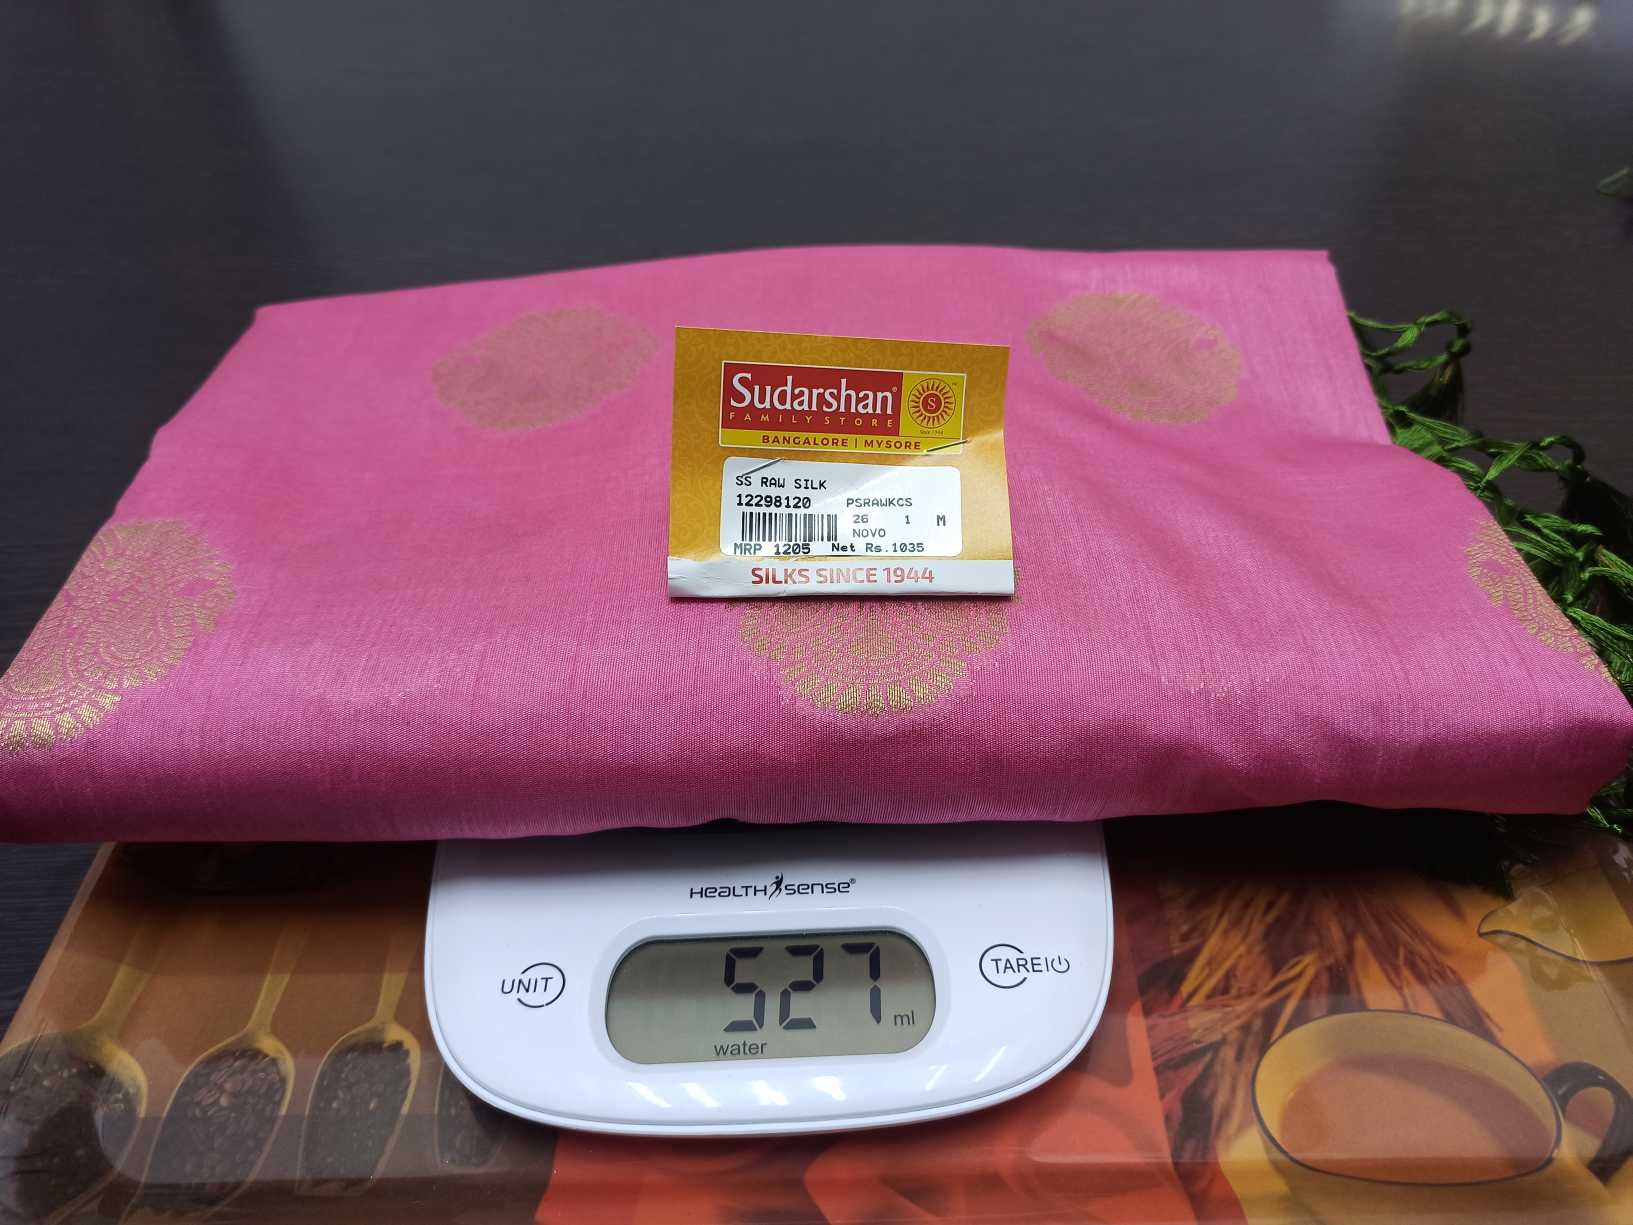 Sudarshan®
FAMILY STORE
S
Since 1944
BANGALORE | MYSORE
SS RAW SILK
12298120 PSRAWKCS
26 1 M
NOVO
MRP 1205 Net Rs.1035
SILKS SINCE 1944
HEALTH SENSE®
UNIT
527 ml
water
TARE